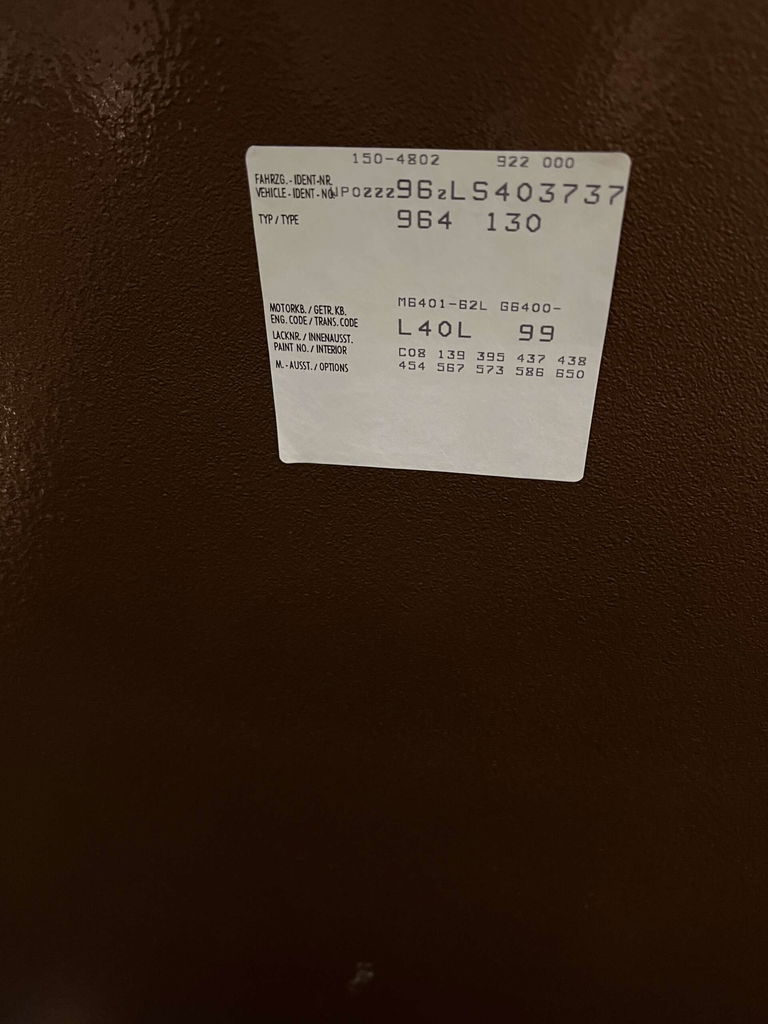 150-4802 922 000
FAHRZG.-IDENT-NR.
VEHICLE-IDENT-NO. WP0ZZZ96ZLS403737
TYP / TYPE 964 130
MOTORKB. / GETR. KB. M6401-62L G6400-
ENG. CODE / TRANS. CODE
LACKNR. / INNENAUSST. L40L 99
PAINT NO. / INTERIOR
C08 139 395 437 438
M.-AUSST. / OPTIONS 454 567 573 586 650